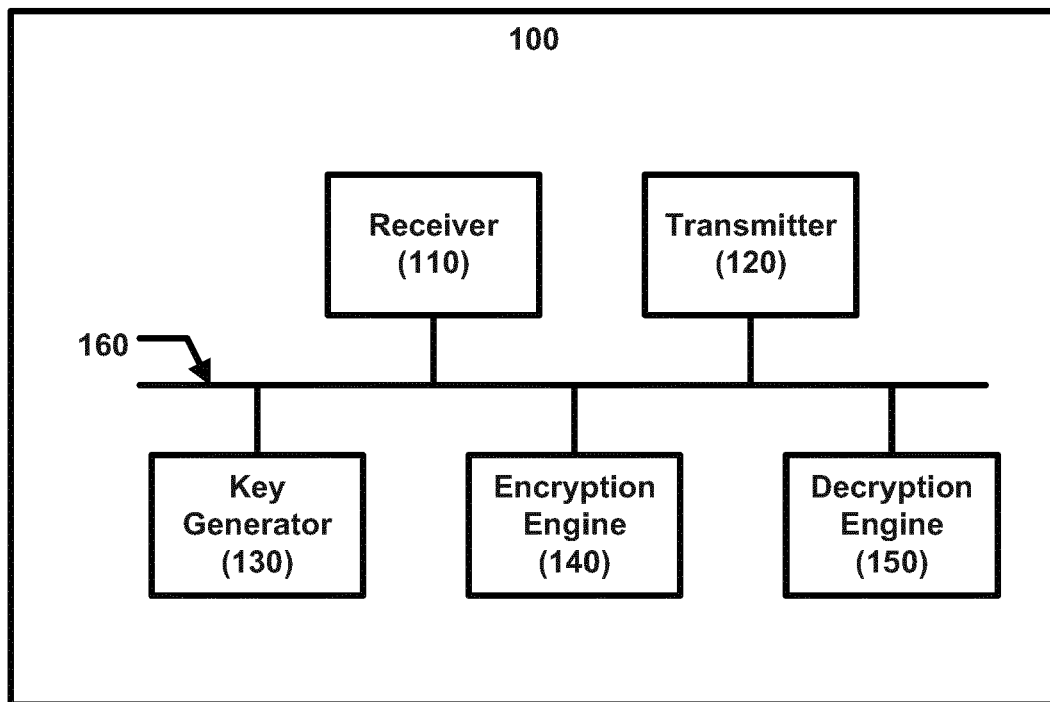 100
Receiver
(110)
Transmitter
(120)
160
Key
Generator
(130)
Encryption
Engine
(140)
Decryption
Engine
(150)